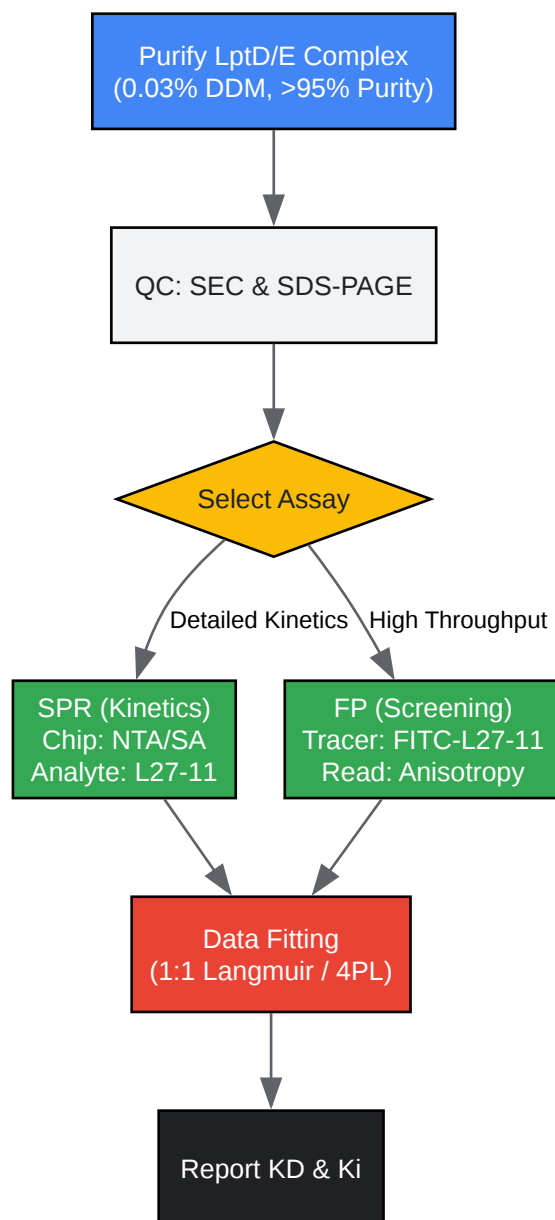 Purify LptD/E Complex
(0.03% DDM, >95% Purity)
QC: SEC & SDS-PAGE
Select Assay
Detailed Kinetics
High Throughput
SPR (Kinetics)
Chip: NTA/SA
Analyte: L27-11
FP (Screening)
Tracer: FITC-L27-11
Read: Anisotropy
Data Fitting
(1:1 Langmuir / 4PL)
Report KD & Ki